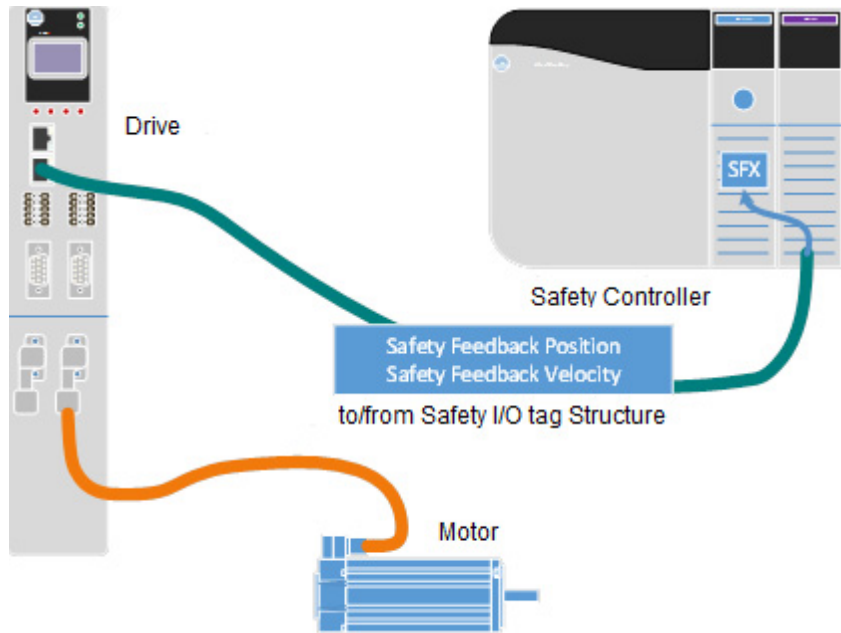 Drive
SFX
Safety Controller
Safety Feedback Position
Safety Feedback Velocity
to/from Safety I/O tag Structure
Motor